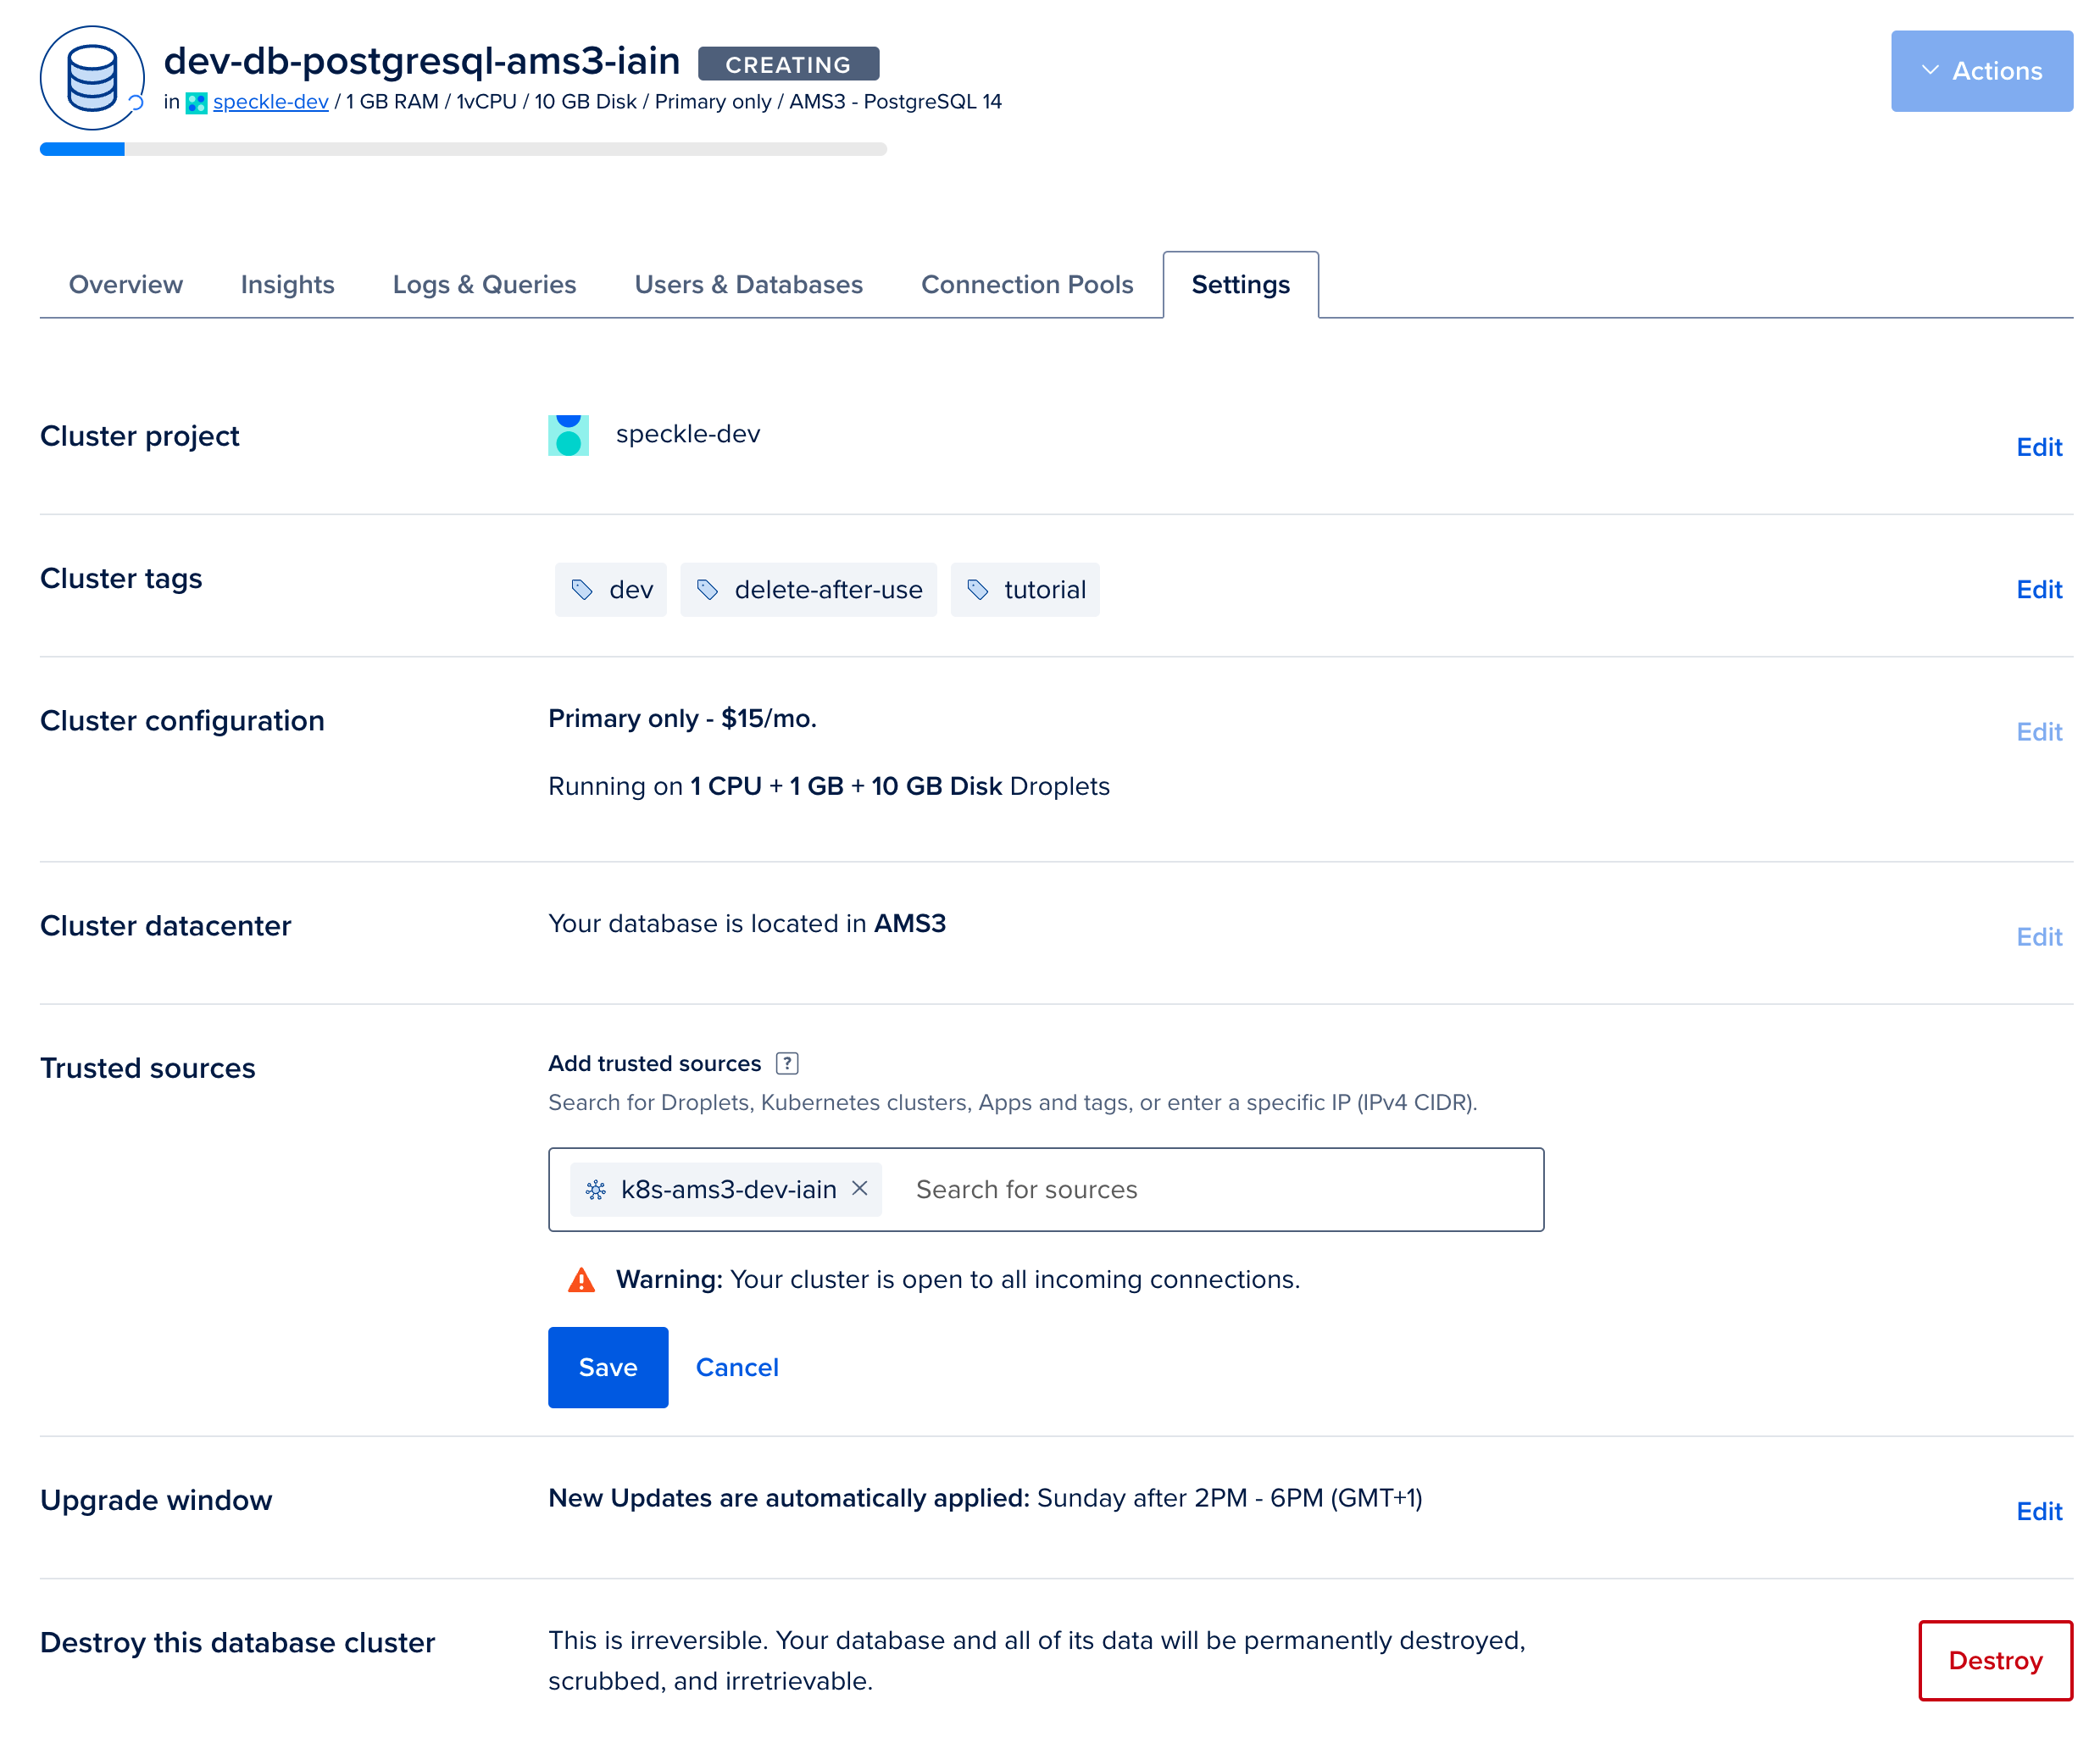 dev-db-postgresql-ams3-iain CREATING
in speckle-dev / 1 GB RAM / 1vCPU / 10 GB Disk / Primary only / AMS3 - PostgreSQL 14
Actions
Overview Insights Logs & Queries Users & Databases Connection Pools Settings
Cluster project speckle-dev Edit
Cluster tags dev delete-after-use tutorial Edit
Cluster configuration Primary only - $15/mo. Edit
Running on 1 CPU + 1 GB + 10 GB Disk Droplets
Cluster datacenter Your database is located in AMS3 Edit
Trusted sources Add trusted sources ?
Search for Droplets, Kubernetes clusters, Apps and tags, or enter a specific IP (IPv4 CIDR).
k8s-ams3-dev-iain Search for sources
Warning: Your cluster is open to all incoming connections.
Save Cancel
Upgrade window New Updates are automatically applied: Sunday after 2PM - 6PM (GMT+1) Edit
Destroy this database cluster This is irreversible. Your database and all of its data will be permanently destroyed,
scrubbed, and irretrievable.
Destroy